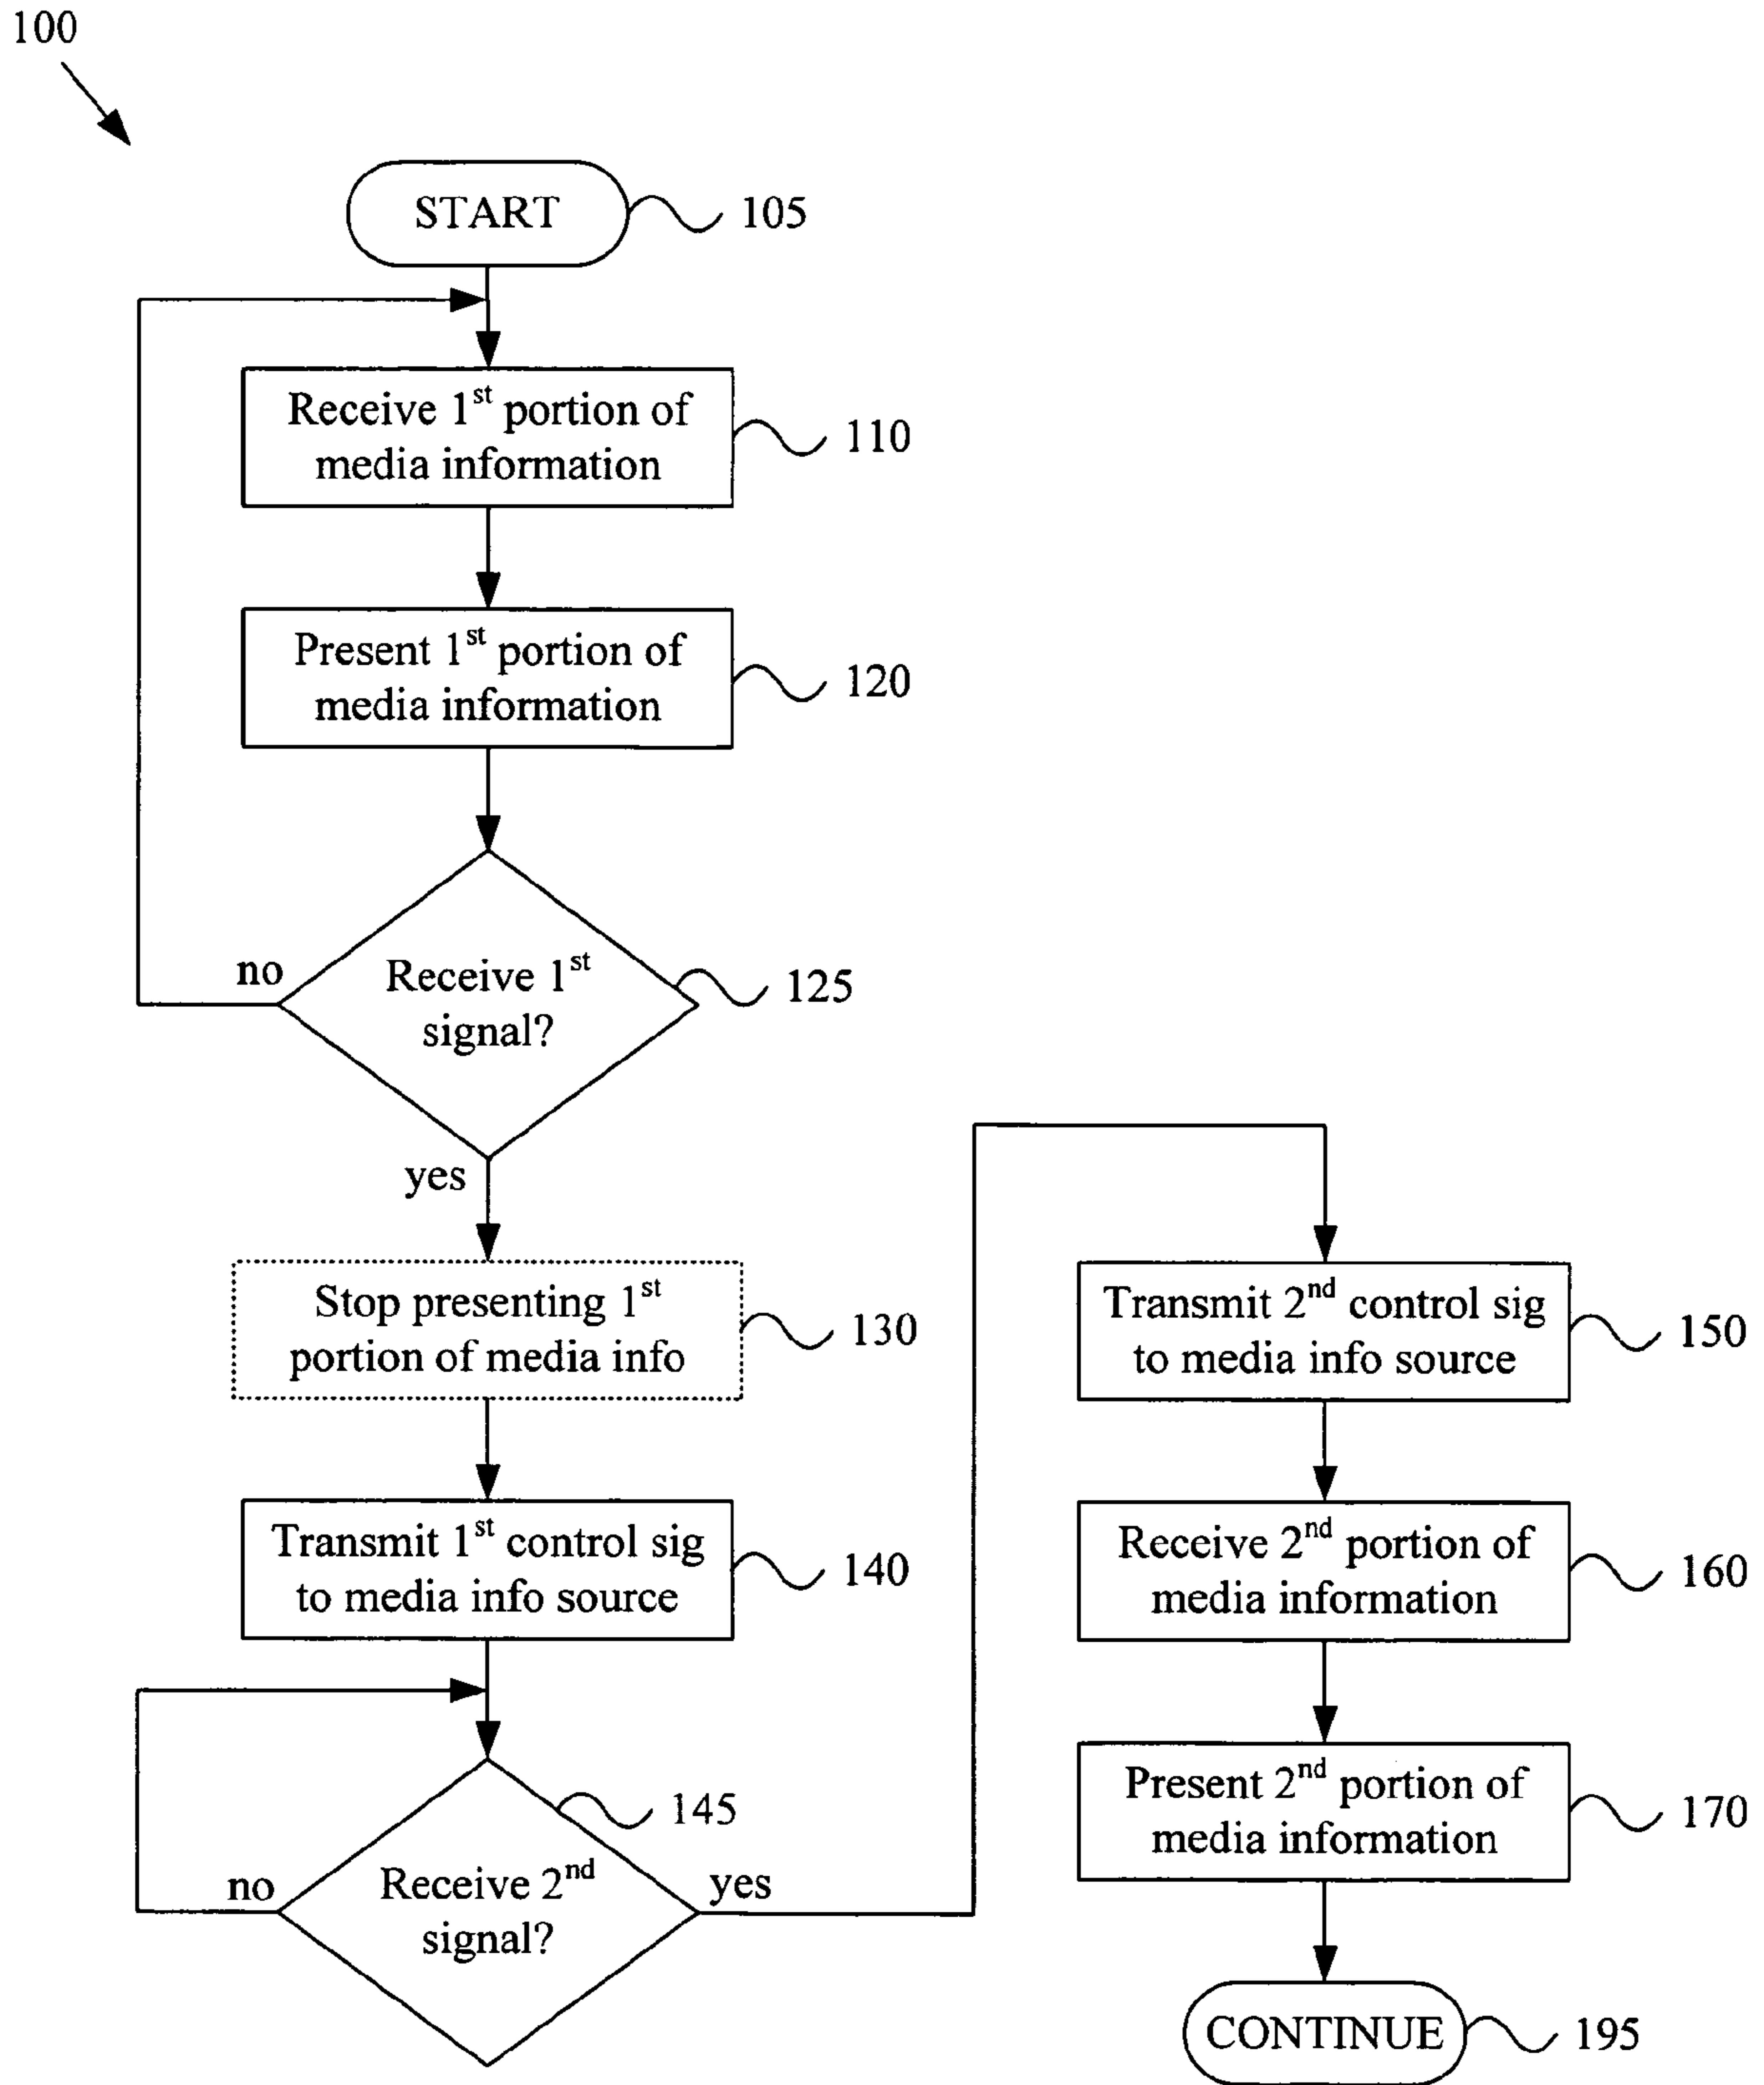 100
START
105
Receive 1st portion of
media information
110
Present 1st portion of
media information
120
Receive 1st
signal?
125
no
yes
Stop presenting 1st
portion of media info
130
Transmit 1st control sig
to media info source
140
145
Receive 2nd
signal?
no
yes
Transmit 2nd control sig
to media info source
150
Receive 2nd portion of
media information
160
Present 2nd portion of
media information
170
CONTINUE
195